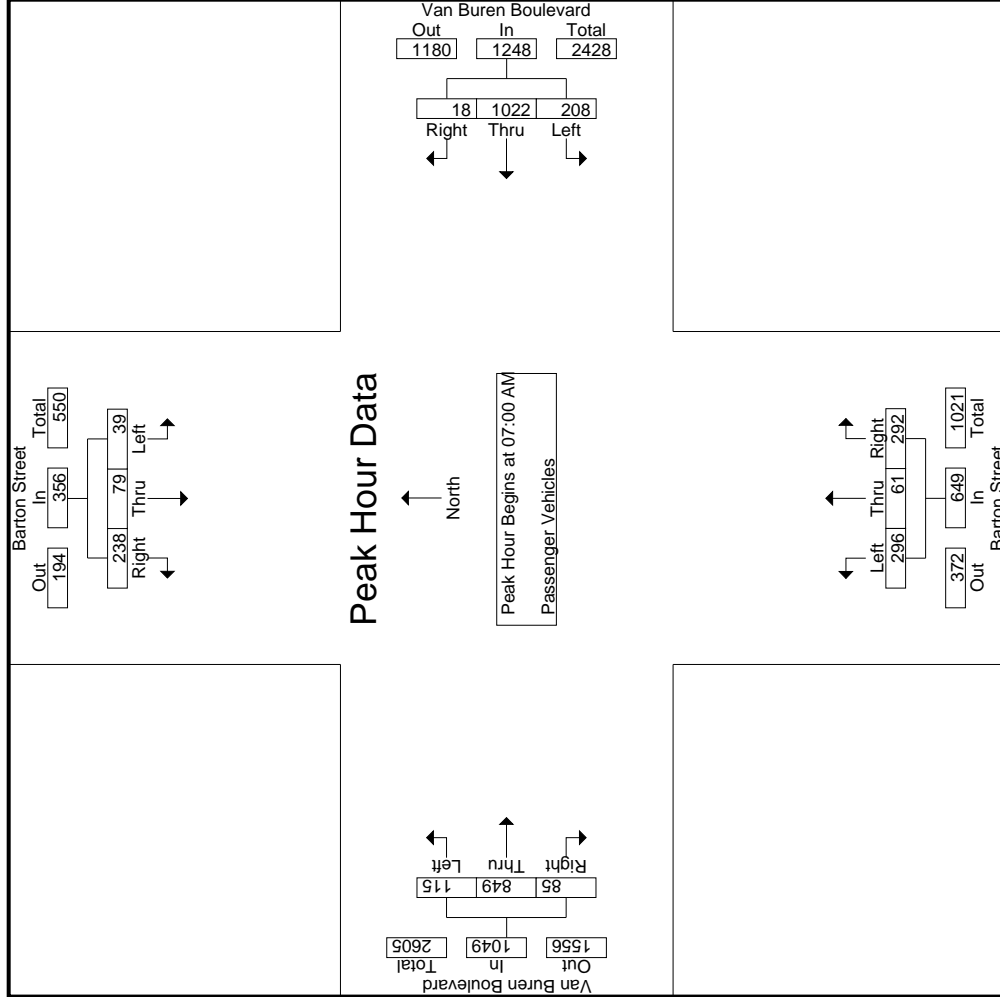 Van Buren Boulevard
Out In Total
1180 1248 2428
18 1022 208
Right Thru Left
Barton Street
Out In Total
194 356 550
238 79 39
Right Thru Left
Peak Hour Data
North
Peak Hour Begins at 07:00 AM
Passenger Vehicles
Left Thru Right
296 61 292
372 649 1021
Out In Total
Barton Street
Left Thru Right
115 849 85
2605 1049 1556
Total In Out
Van Buren Boulevard